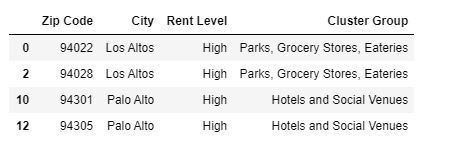 Zip Code City Rent Level Cluster Group
0 94022 Los Altos High Parks, Grocery Stores, Eateries
2 94028 Los Altos High Parks, Grocery Stores, Eateries
10 94301 Palo Alto High Hotels and Social Venues
12 94305 Palo Alto High Hotels and Social Venues